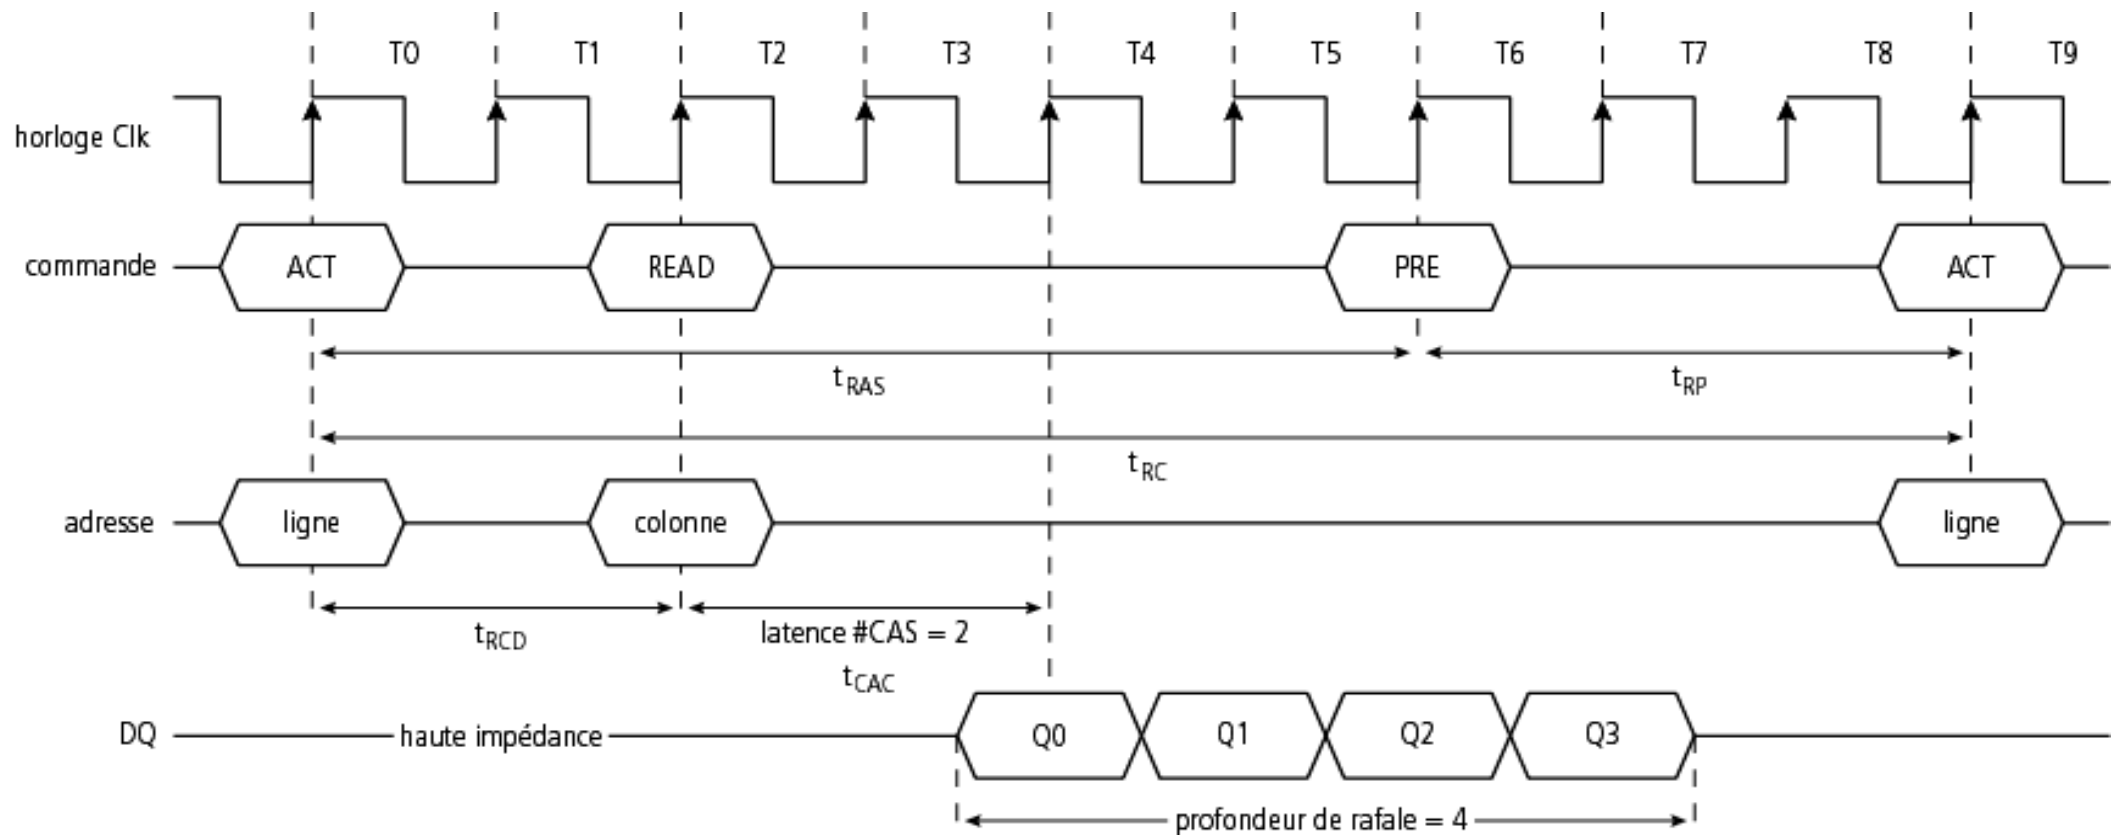 T0 T1 T2 T3 T4 T5 T6 T7 T8 T9
horloge Clk
commande ACT READ PRE ACT
tRAS tRP
tRC
adresse ligne colonne ligne
tRCD latence #CAS = 2
tCAC
DQ haute impédance Q0 Q1 Q2 Q3
profondeur de rafale = 4